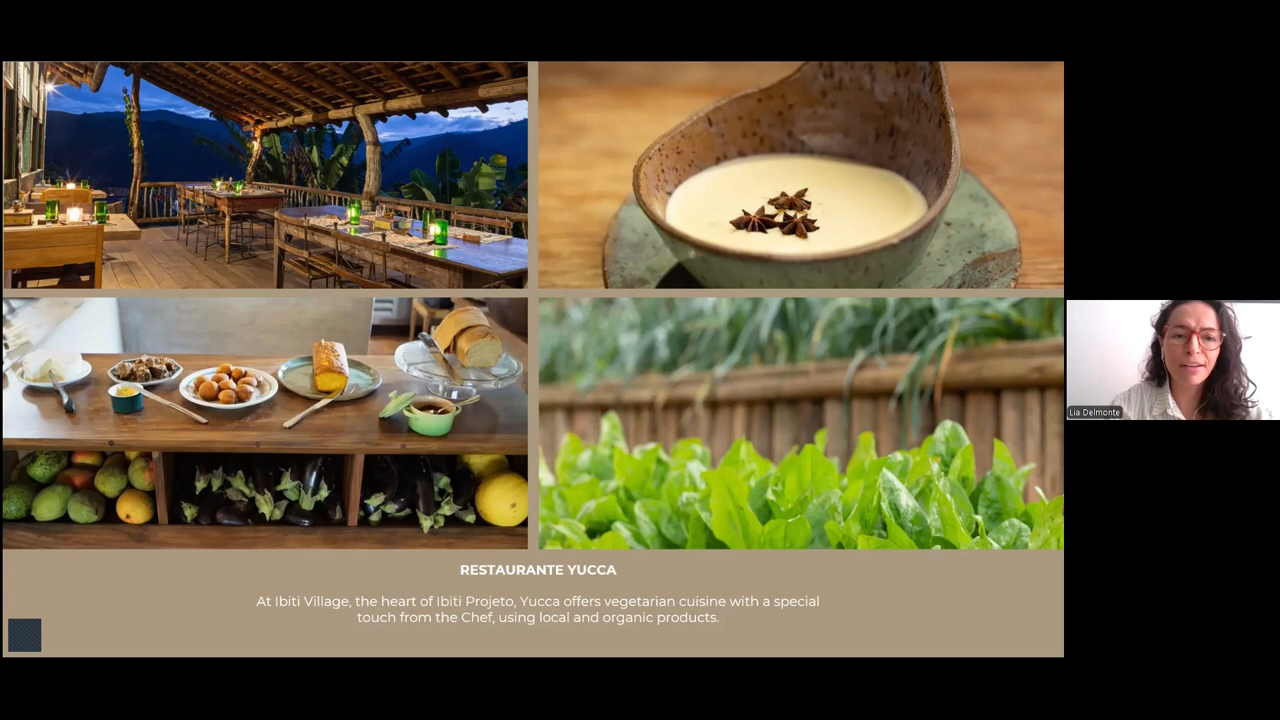 RESTAURANTE YUCCA
At Ibiti Village, the heart of Ibiti Projeto, Yucca offers vegetarian cuisine with a special
touch from the Chef, using local and organic products.
Lia Delmonte